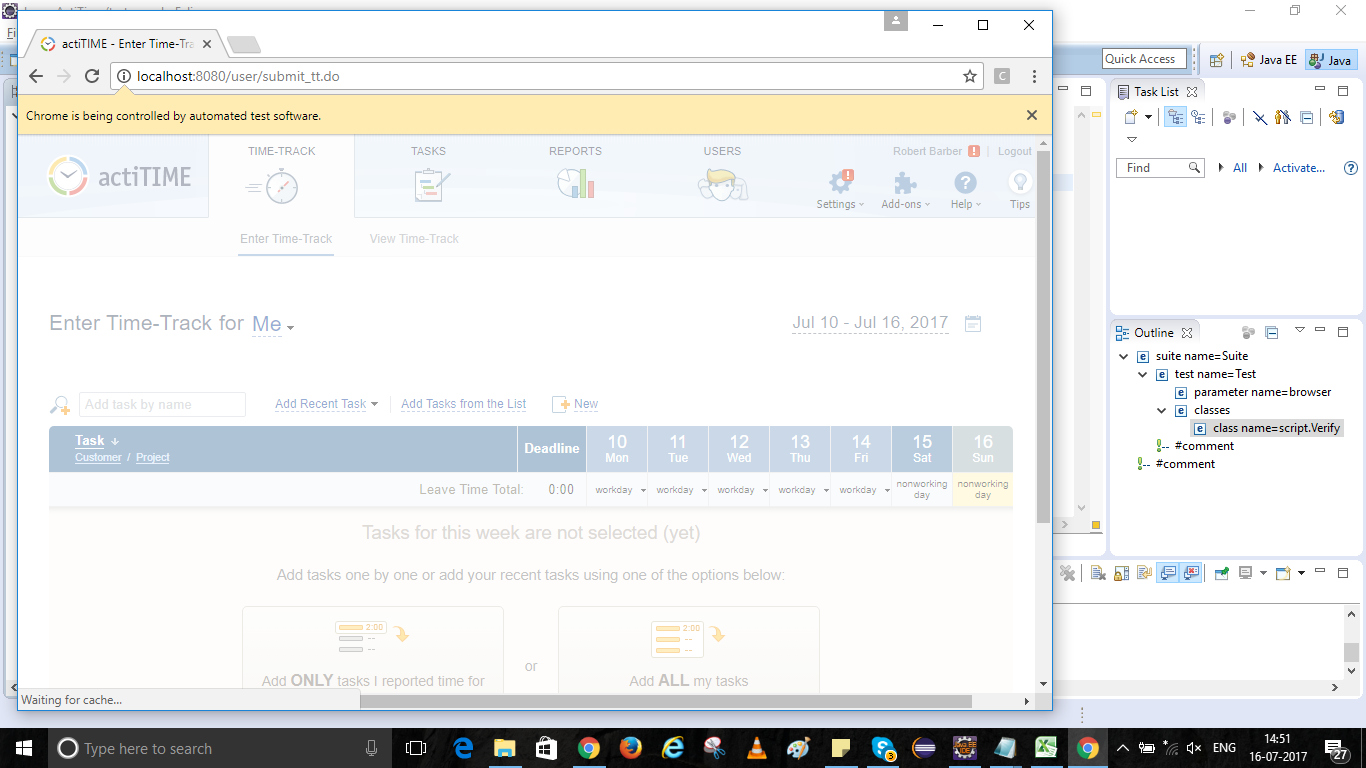 actiTIME - Enter Time-Tra
localhost:8080/user/submit_tt.do
C
Chrome is being controlled by automated test software.
actiTIME
TIME-TRACK
TASKS
REPORTS
USERS
Robert Barber ! | Logout
Settings
Add-ons
Help
Tips
Enter Time-Track
View Time-Track
Enter Time-Track for Me
Jul 10 - Jul 16, 2017
Add task by name
Add Recent Task
Add Tasks from the List
New
Task
Customer / Project
Deadline
10 Mon
11 Tue
12 Wed
13 Thu
14 Fri
15 Sat
16 Sun
Leave Time Total: 0:00
workday
workday
workday
workday
workday
nonworking day
nonworking day
Tasks for this week are not selected (yet)
Add tasks one by one or add your recent tasks using one of the options below:
2:00
--
--
2:00
--
--
Add ONLY tasks I reported time for
or
Add ALL my tasks
Waiting for cache...
Quick Access
Java EE
Java
Task List
Find
All
Activate...
Outline
suite name=Suite
test name=Test
parameter name=browser
classes
class name=script.Verify
#comment
#comment
Type here to search
3
ENG
14:51
16-07-2017
27